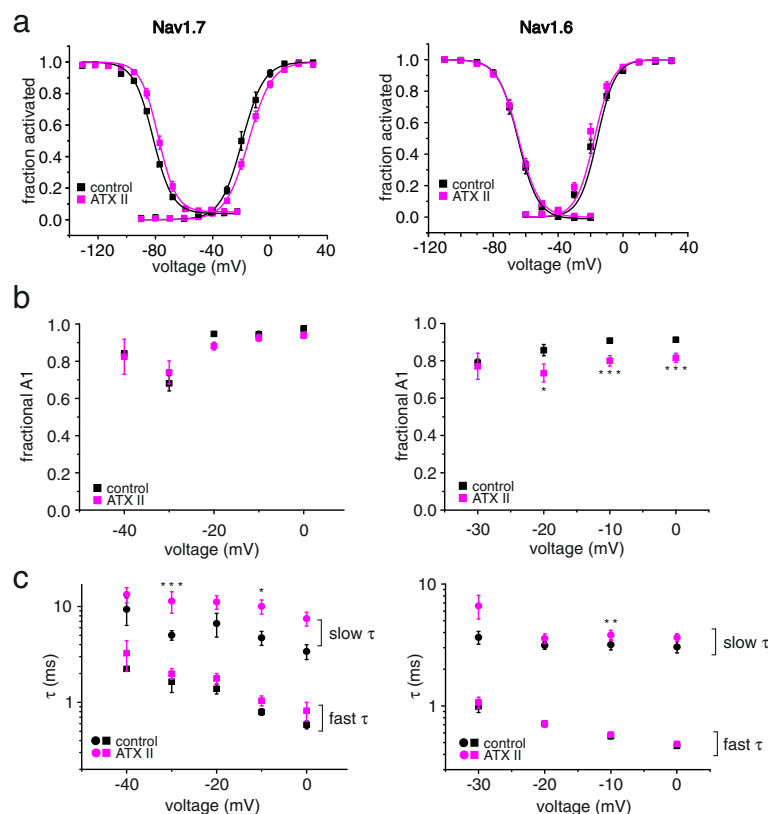 a
Nav1.7
Nav1.6
fraction activated
1.0
0.8
0.6
0.4
0.2
0.0
control
ATX II
-120
-80
-40
0
40
voltage (mV)
fraction activated
1.0
0.8
0.6
0.4
0.2
0.0
control
ATX II
-120
-80
-40
0
40
voltage (mV)
b
fractional A1
1.0
0.8
0.6
0.4
0.2
0.0
control
ATX II
-40
-20
0
voltage (mV)
fractional A1
1.0
0.8
0.6
0.4
0.2
0.0
*
***
***
control
ATX II
-30
-20
-10
0
voltage (mV)
c
τ (ms)
10
1
***
*
slow τ
fast τ
control
ATX II
-40
-20
0
voltage (mV)
τ (ms)
10
1
**
slow τ
fast τ
control
ATX II
-30
-20
-10
0
voltage (mV)